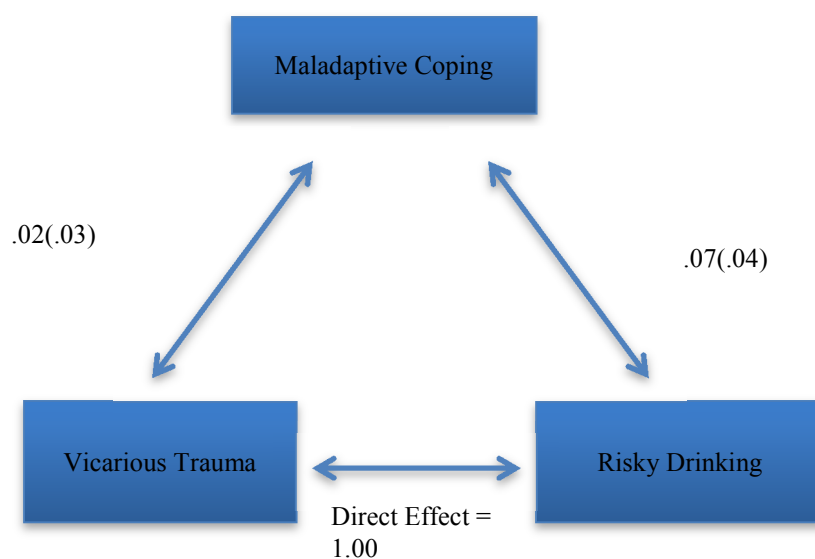 Maladaptive Coping
.02(.03)
.07(.04)
Vicarious Trauma
Risky Drinking
Direct Effect =
1.00